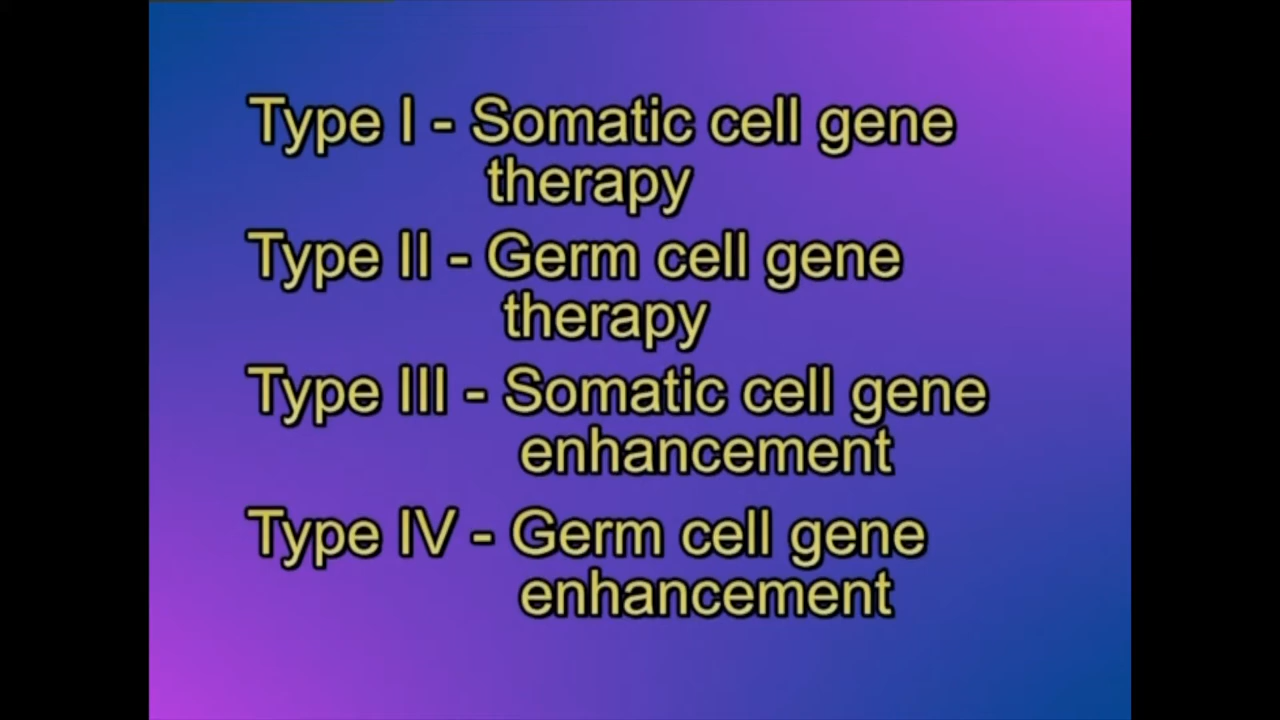 Type I - Somatic cell gene
therapy
Type II - Germ cell gene
therapy
Type III - Somatic cell gene
enhancement
Type IV - Germ cell gene
enhancement